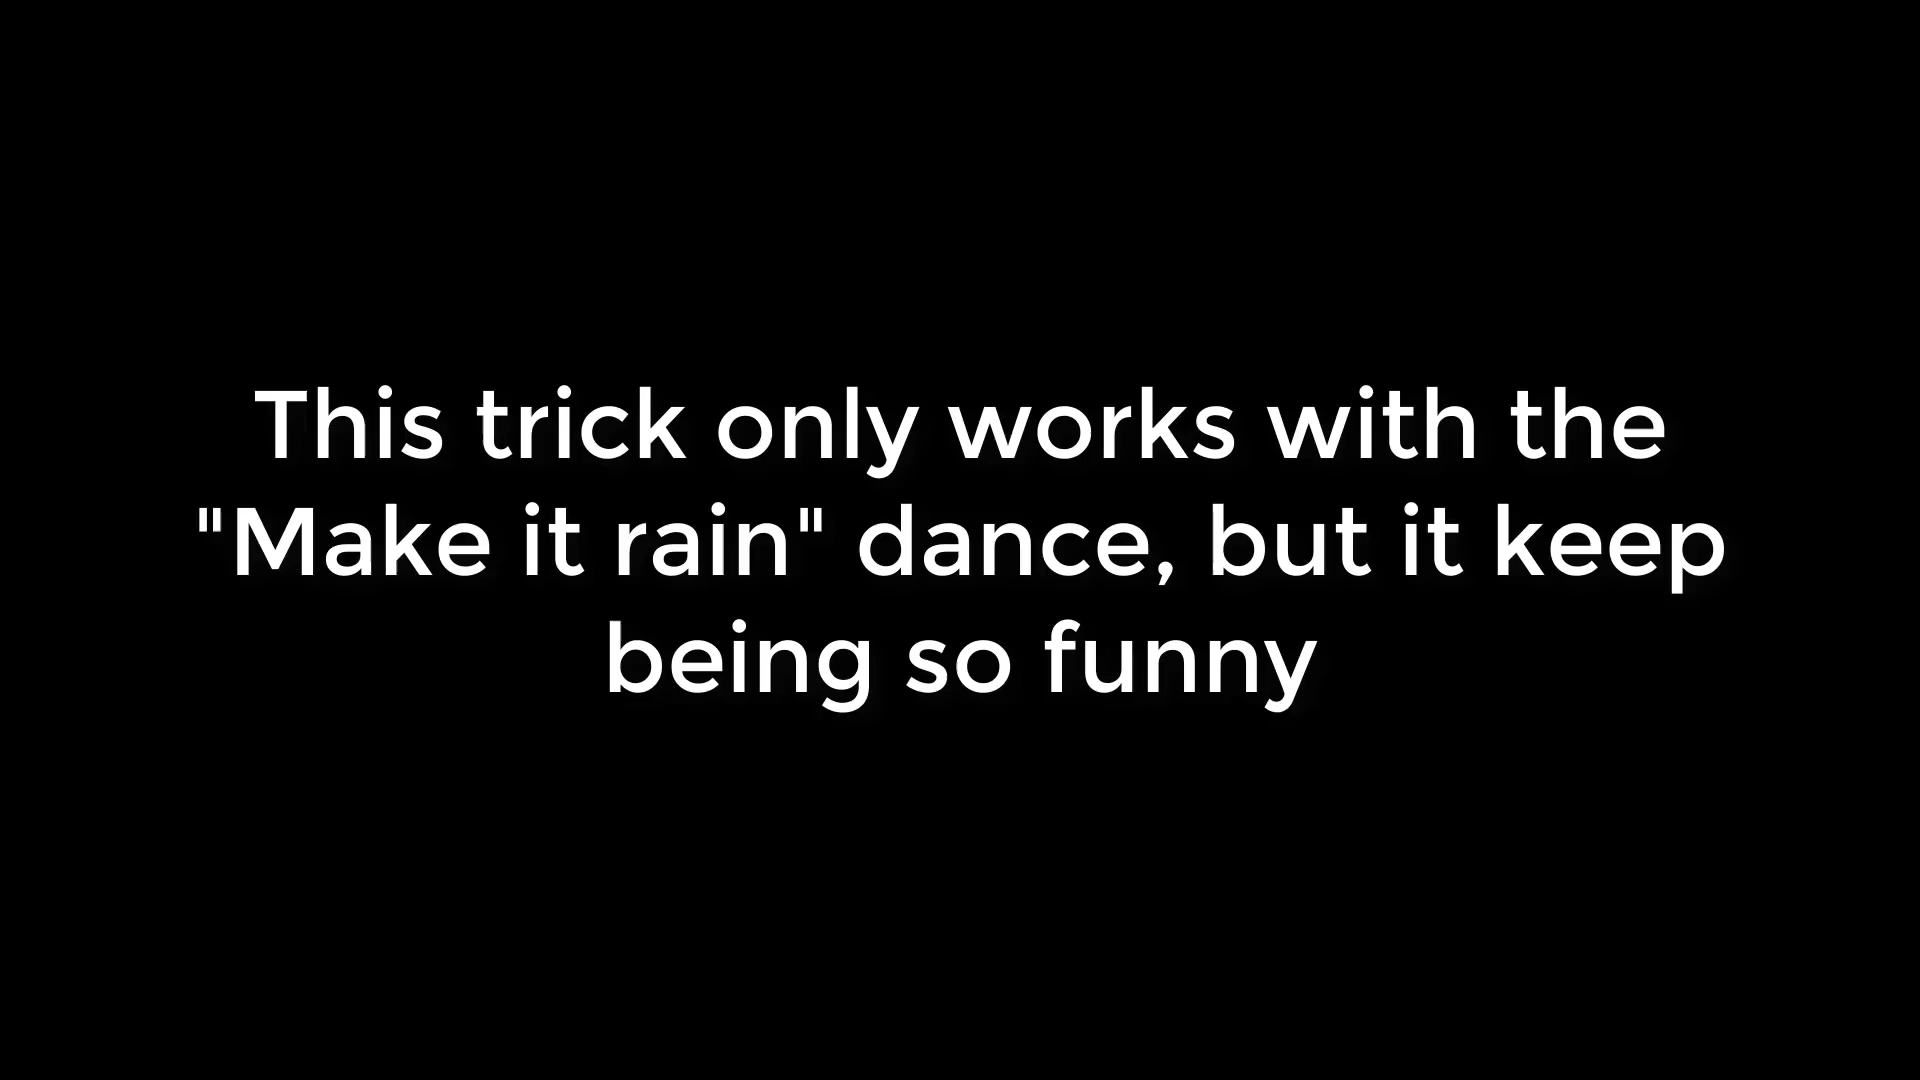 This trick only works with the
"Make it rain" dance, but it keep
being so funny